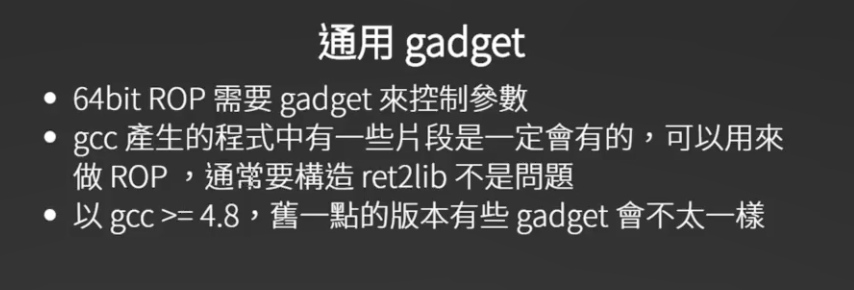 通用 gadget
• 64bit ROP 需要 gadget 來控制參數
• gcc 產生的程式中有一些片段是一定會有的，可以用來
做 ROP ，通常要構造 ret2lib 不是問題
• 以 gcc >= 4.8，舊一點的版本有些 gadget 會不太一樣